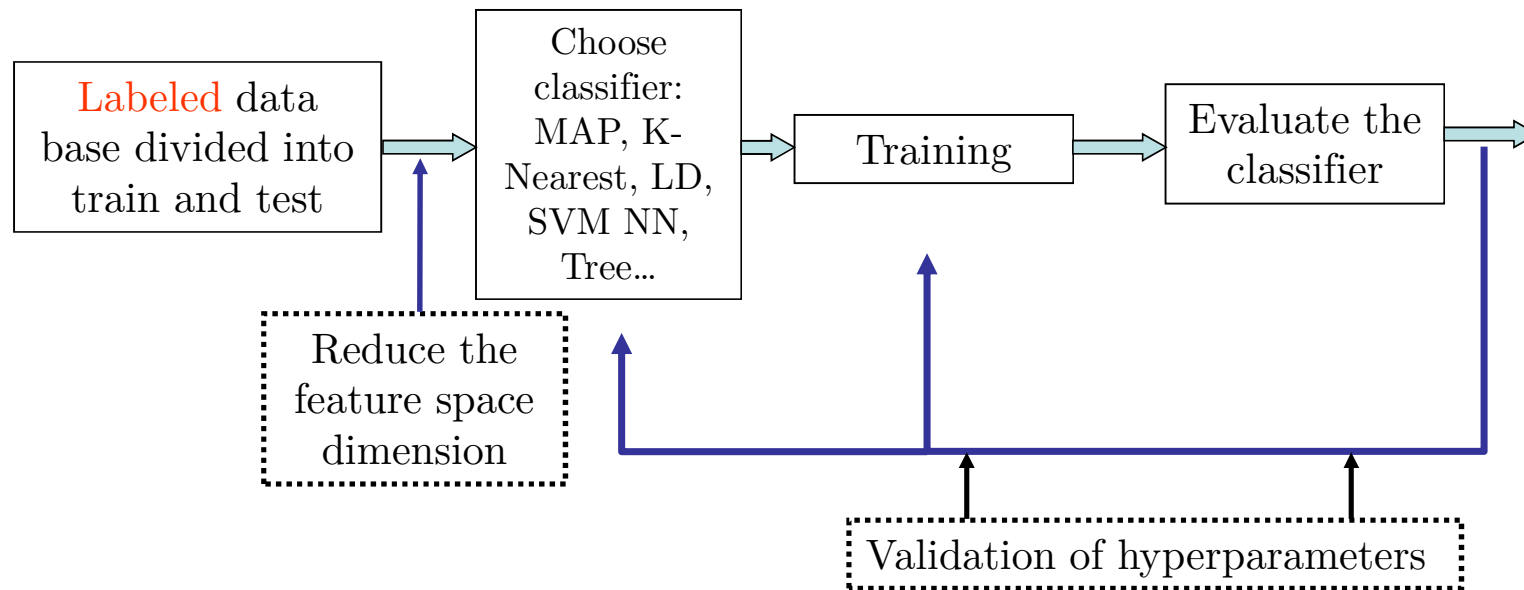 Labeled data
base divided into
train and test
Choose
classifier:
MAP, K-
Nearest, LD,
SVM NN,
Tree…
Training
Evaluate the
classifier
Reduce the
feature space
dimension
Validation of hyperparameters